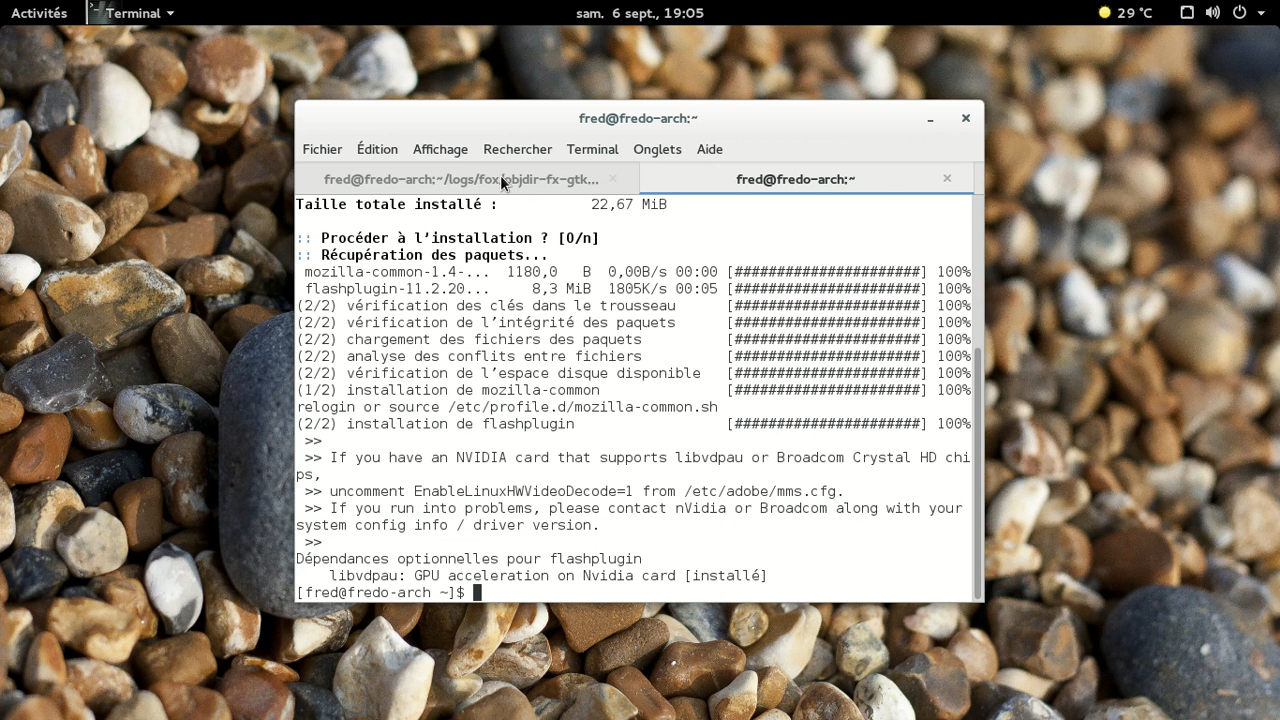 Activités
Terminal
sam. 6 sept., 19:05
29 °C
fred@fredo-arch:~
Fichier Édition Affichage Rechercher Terminal Onglets Aide
fred@fredo-arch:~/logs/fox/objdir-fx-gtk...
fred@fredo-arch:~
Taille totale installé : 22,67 MiB
:: Procéder à l’installation ? [O/n]
:: Récupération des paquets...
mozilla-common-1.4-... 1180,0 B 0,00B/s 00:00 [######################] 100%
flashplugin-11.2.20... 8,3 MiB 1805K/s 00:05 [######################] 100%
(2/2) vérification des clés dans le trousseau [######################] 100%
(2/2) vérification de l’intégrité des paquets [######################] 100%
(2/2) chargement des fichiers des paquets [######################] 100%
(2/2) analyse des conflits entre fichiers [######################] 100%
(2/2) vérification de l’espace disque disponible [######################] 100%
(1/2) installation de mozilla-common [######################] 100%
relogin or source /etc/profile.d/mozilla-common.sh
(2/2) installation de flashplugin [######################] 100%
>>
>> If you have an NVIDIA card that supports libvdpau or Broadcom Crystal HD chi
ps,
>> uncomment EnableLinuxHWVideoDecode=1 from /etc/adobe/mms.cfg.
>> If you run into problems, please contact nVidia or Broadcom along with your
system config info / driver version.
>>
Dépendances optionnelles pour flashplugin
libvdpau: GPU acceleration on Nvidia card [installé]
[fred@fredo-arch ~]$